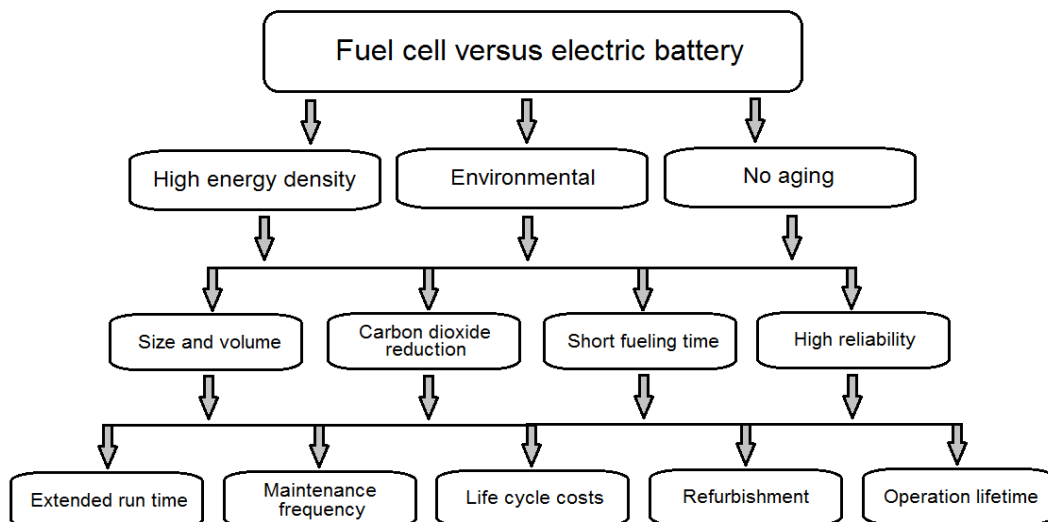 Fuel cell versus electric battery
High energy density
Environmental
No aging
Size and volume
Carbon dioxide
reduction
Short fueling time
High reliability
Extended run time
Maintenance
frequency
Life cycle costs
Refurbishment
Operation lifetime